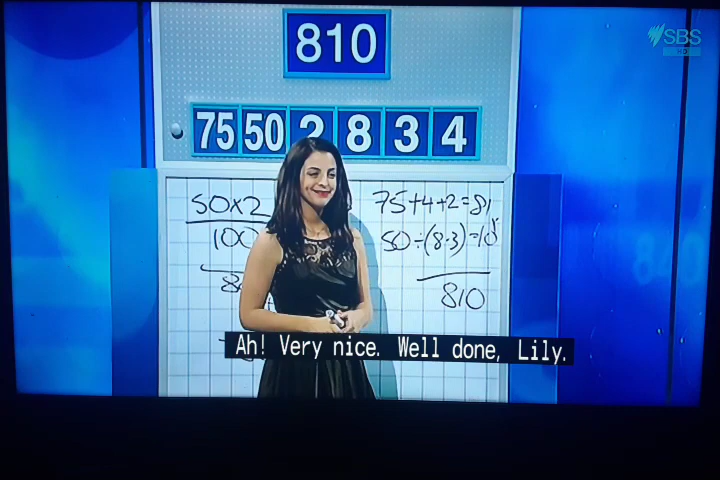 810
SBS
HD
75 50 2 8 3 4
50x2
100
75+4+2=81
50÷(8-3)=10
810
Ah! Very nice. Well done, Lily.